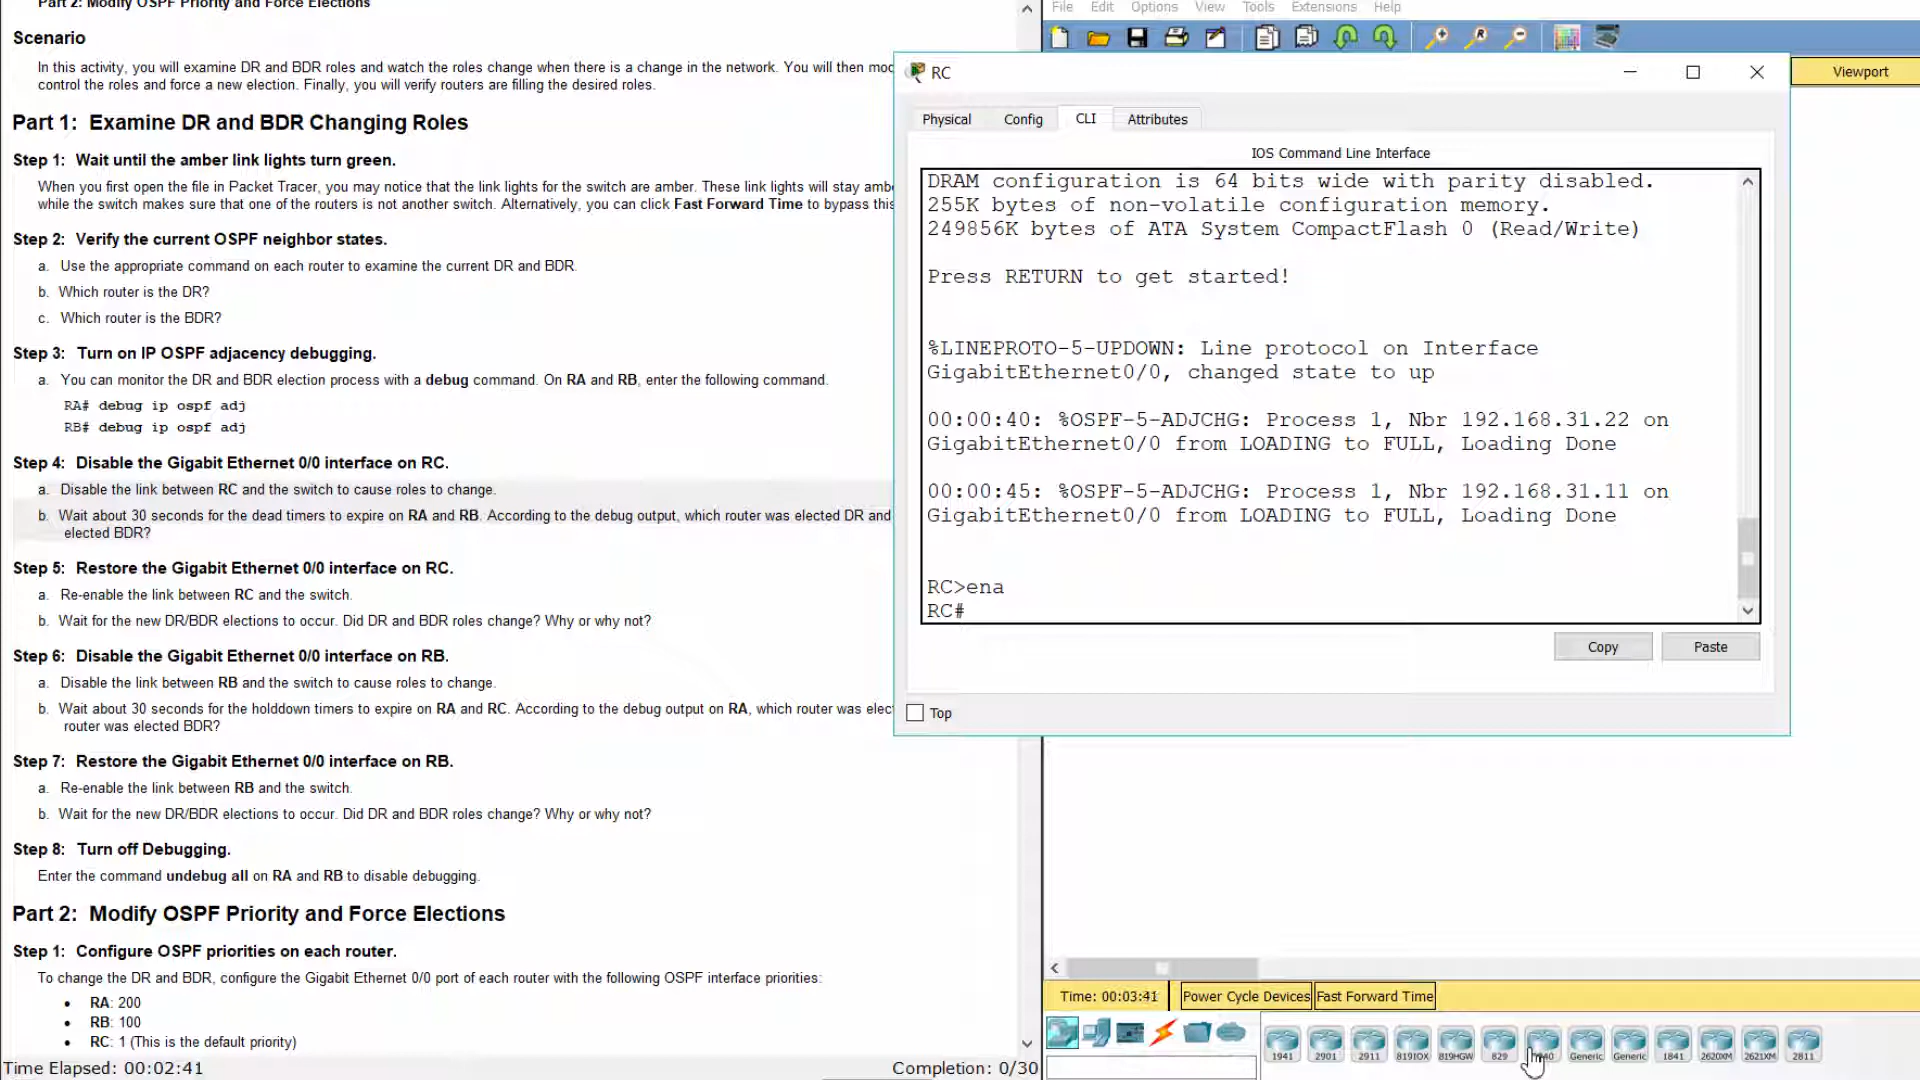 Part 2: Modify OSPF Priority and Force Elections
Scenario
In this activity, you will examine DR and BDR roles and watch the roles change when there is a change in the network. You will then
control the roles and force a new election. Finally, you will verify routers are filling the desired roles.
Part 1: Examine DR and BDR Changing Roles
Step 1: Wait until the amber link lights turn green.
When you first open the file in Packet Tracer, you may notice that the link lights for the switch are amber. These link lights will stay
while the switch makes sure that one of the routers is not another switch. Alternatively, you can click Fast Forward Time to bypass this
Step 2: Verify the current OSPF neighbor states.
a. Use the appropriate command on each router to examine the current DR and BDR.
b. Which router is the DR?
c. Which router is the BDR?
Step 3: Turn on IP OSPF adjacency debugging.
a. You can monitor the DR and BDR election process with a debug command. On RA and RB, enter the following command.
RA# debug ip ospf adj
RB# debug ip ospf adj
Step 4: Disable the Gigabit Ethernet 0/0 interface on RC.
a. Disable the link between RC and the switch to cause roles to change.
b. Wait about 30 seconds for the dead timers to expire on RA and RB. According to the debug output, which router was elected DR and
elected BDR?
Step 5: Restore the Gigabit Ethernet 0/0 interface on RC.
a. Re-enable the link between RC and the switch.
b. Wait for the new DR/BDR elections to occur. Did DR and BDR roles change? Why or why not?
Step 6: Disable the Gigabit Ethernet 0/0 interface on RB.
a. Disable the link between RB and the switch to cause roles to change.
b. Wait about 30 seconds for the holddown timers to expire on RA and RC. According to the debug output on RA, which router was
router was elected BDR?
Step 7: Restore the Gigabit Ethernet 0/0 interface on RB.
a. Re-enable the link between RB and the switch.
b. Wait for the new DR/BDR elections to occur. Did DR and BDR roles change? Why or why not?
Step 8: Turn off Debugging.
Enter the command undebug all on RA and RB to disable debugging.
Part 2: Modify OSPF Priority and Force Elections
Step 1: Configure OSPF priorities on each router.
To change the DR and BDR, configure the Gigabit Ethernet 0/0 port of each router with the following OSPF interface priorities:
• RA: 200
• RB: 100
• RC: 1 (This is the default priority)
Time Elapsed: 00:02:41
Completion: 0/30
File Edit Options View Tools Extensions Help
Viewport
RC
Physical Config CLI Attributes
IOS Command Line Interface
DRAM configuration is 64 bits wide with parity disabled.
255K bytes of non-volatile configuration memory.
249856K bytes of ATA System CompactFlash 0 (Read/Write)
Press RETURN to get started!
%LINEPROTO-5-UPDOWN: Line protocol on Interface
GigabitEthernet0/0, changed state to up
00:00:40: %OSPF-5-ADJCHG: Process 1, Nbr 192.168.31.22 on
GigabitEthernet0/0 from LOADING to FULL, Loading Done
00:00:45: %OSPF-5-ADJCHG: Process 1, Nbr 192.168.31.11 on
GigabitEthernet0/0 from LOADING to FULL, Loading Done
RC>ena
RC#
Copy Paste
Top
Time: 00:03:41 Power Cycle Devices Fast Forward Time
1941 2901 2911 819IOX 819HGW 829 Generic Generic 1841 2620XM 2621XM 2811